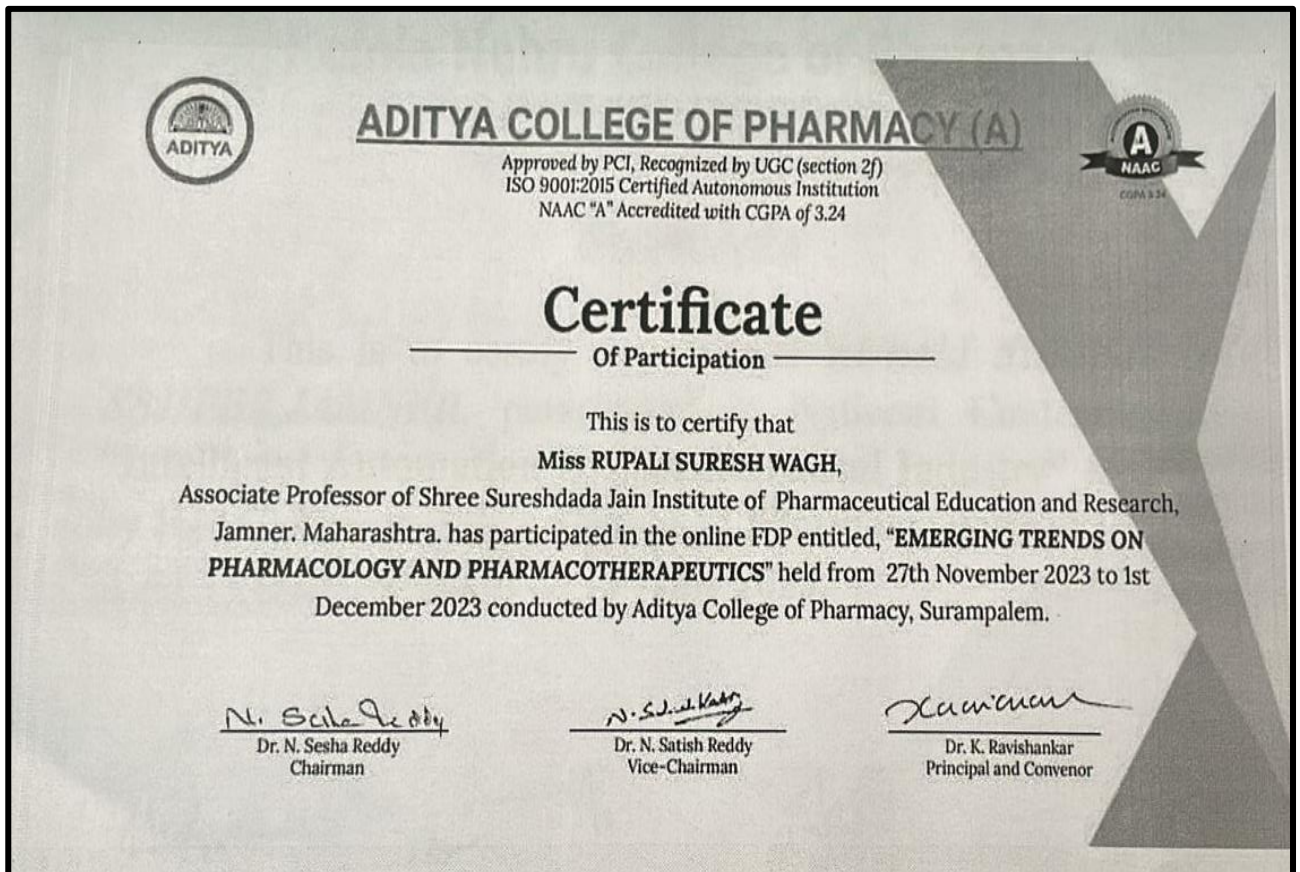 ADITYA
ADITYA COLLEGE OF PHARMACY (A)
Approved by PCI, Recognized by UGC (section 2f)
ISO 9001:2015 Certified Autonomous Institution
NAAC "A" Accredited with CGPA of 3.24
A
NAAC
CGPA 3.24
Certificate
Of Participation
This is to certify that
Miss RUPALI SURESH WAGH,
Associate Professor of Shree Sureshdada Jain Institute of Pharmaceutical Education and Research,
Jamner. Maharashtra. has participated in the online FDP entitled, "EMERGING TRENDS ON
PHARMACOLOGY AND PHARMACOTHERAPEUTICS" held from 27th November 2023 to 1st
December 2023 conducted by Aditya College of Pharmacy, Surampalem.
Dr. N. Sesha Reddy
Chairman
Dr. N. Satish Reddy
Vice-Chairman
Dr. K. Ravishankar
Principal and Convenor